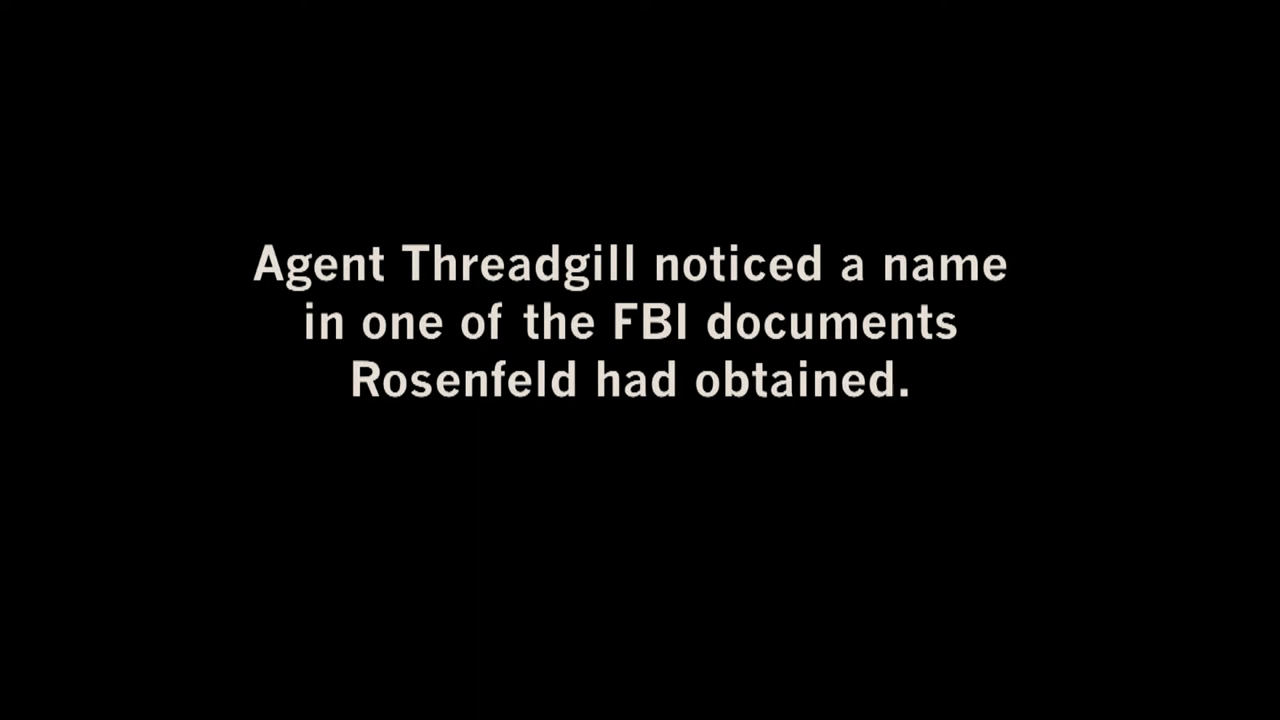 Agent Threadgill noticed a name
in one of the FBI documents
Rosenfeld had obtained.